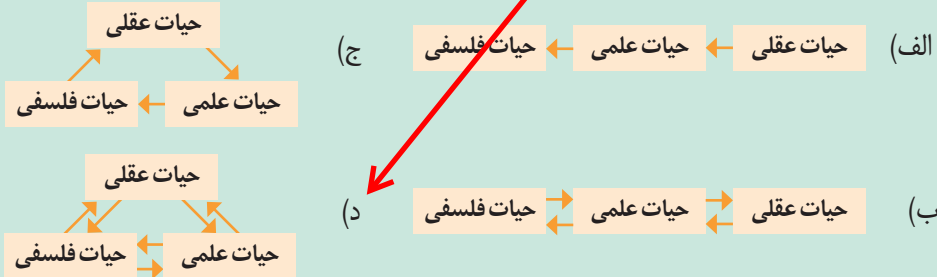 الف) حیات عقلی حیات علمی حیات فلسفی
ج) حیات عقلی
حیات علمی حیات فلسفی
ب) حیات عقلی حیات علمی حیات فلسفی
د) حیات عقلی
حیات علمی حیات فلسفی